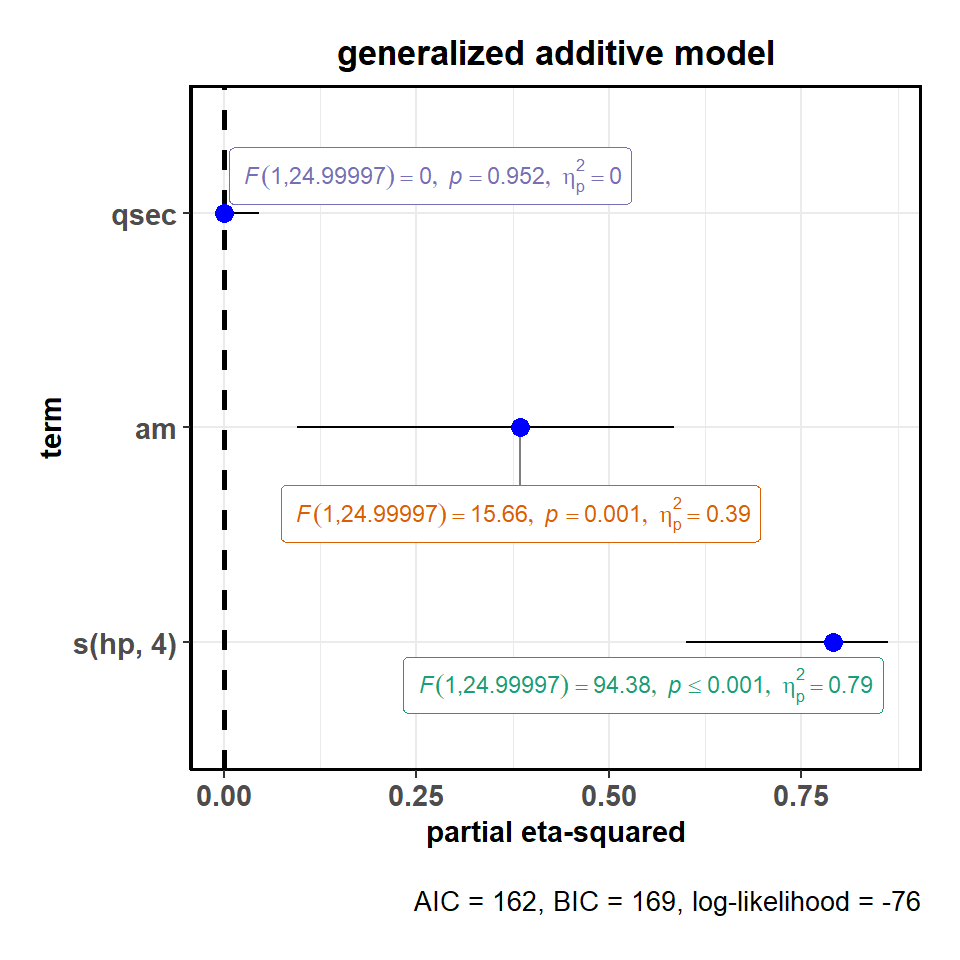 generalized additive model
F(1,24.99997) = 0, p = 0.952, η²ₚ = 0
qsec
term
am
F(1,24.99997) = 15.66, p = 0.001, η²ₚ = 0.39
s(hp, 4)
F(1,24.99997) = 94.38, p ≤ 0.001, η²ₚ = 0.79
0.00 0.25 0.50 0.75
partial eta-squared
AIC = 162, BIC = 169, log-likelihood = -76